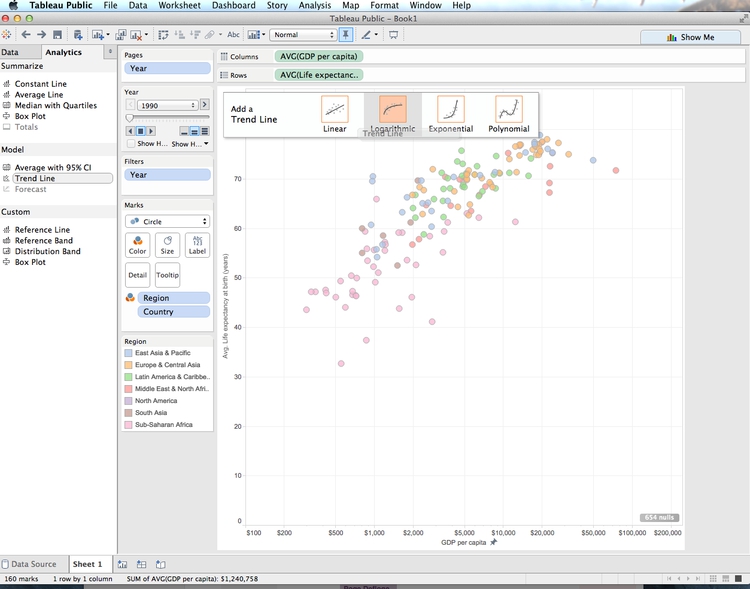 Tableau Public File Data Worksheet Dashboard Story Analysis Map Format Window Help
Tableau Public - Book1
Abc Normal Show Me
Data Analytics
Summarize
Constant Line
Average Line
Median with Quartiles
Box Plot
Totals
Model
Average with 95% CI
Trend Line
Forecast
Custom
Reference Line
Reference Band
Distribution Band
Box Plot
Pages
Year
Year
1990
Show H... Show H...
Filters
Year
Marks
Circle
Color Size Label
Detail Tooltip
Region
Country
Region
East Asia & Pacific
Europe & Central Asia
Latin America & Caribbe..
Middle East & North Afri..
North America
South Asia
Sub-Saharan Africa
Columns AVG(GDP per capita)
Rows AVG(Life expectanc..
Add a
Trend Line
Linear Logarithmic Exponential Polynomial
Trend Line
Avg. Life expectancy at birth (years)
70
60
50
40
30
20
10
0
654 nulls
$100 $200 $500 $1,000 $2,000 $5,000 $10,000 $20,000 $50,000 $100,000 $200,000
GDP per capita
Data Source Sheet 1
160 marks 1 row by 1 column SUM of AVG(GDP per capita): $1,240,758